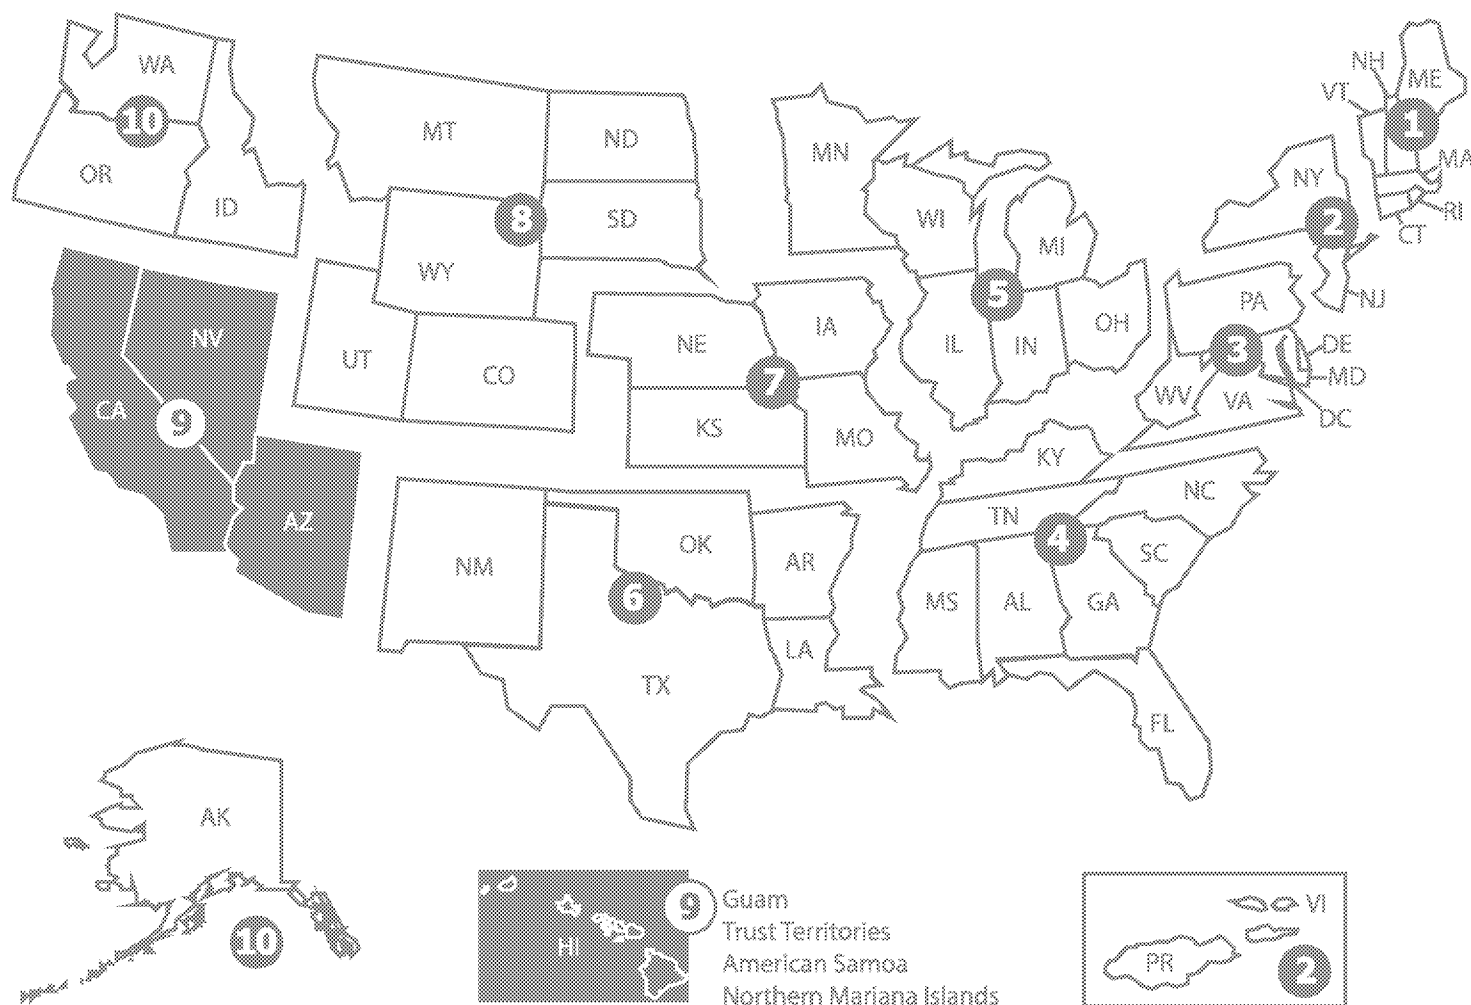 WA
10
OR
ID
MT
ND
8
SD
WY
UT
CO
MN
WI
MI
5
IL
IN
OH
NH
VT
ME
1
MA
NY
2
RI
CT
NJ
PA
3
DE
MD
WV
VA
DC
CA
NV
9
AZ
NE
IA
7
KS
MO
KY
TN
NC
4
SC
MS
AL
GA
FL
NM
OK
AR
6
TX
LA
AK
10
HI
9
Guam
Trust Territories
American Samoa
Northern Mariana Islands
VI
PR
2